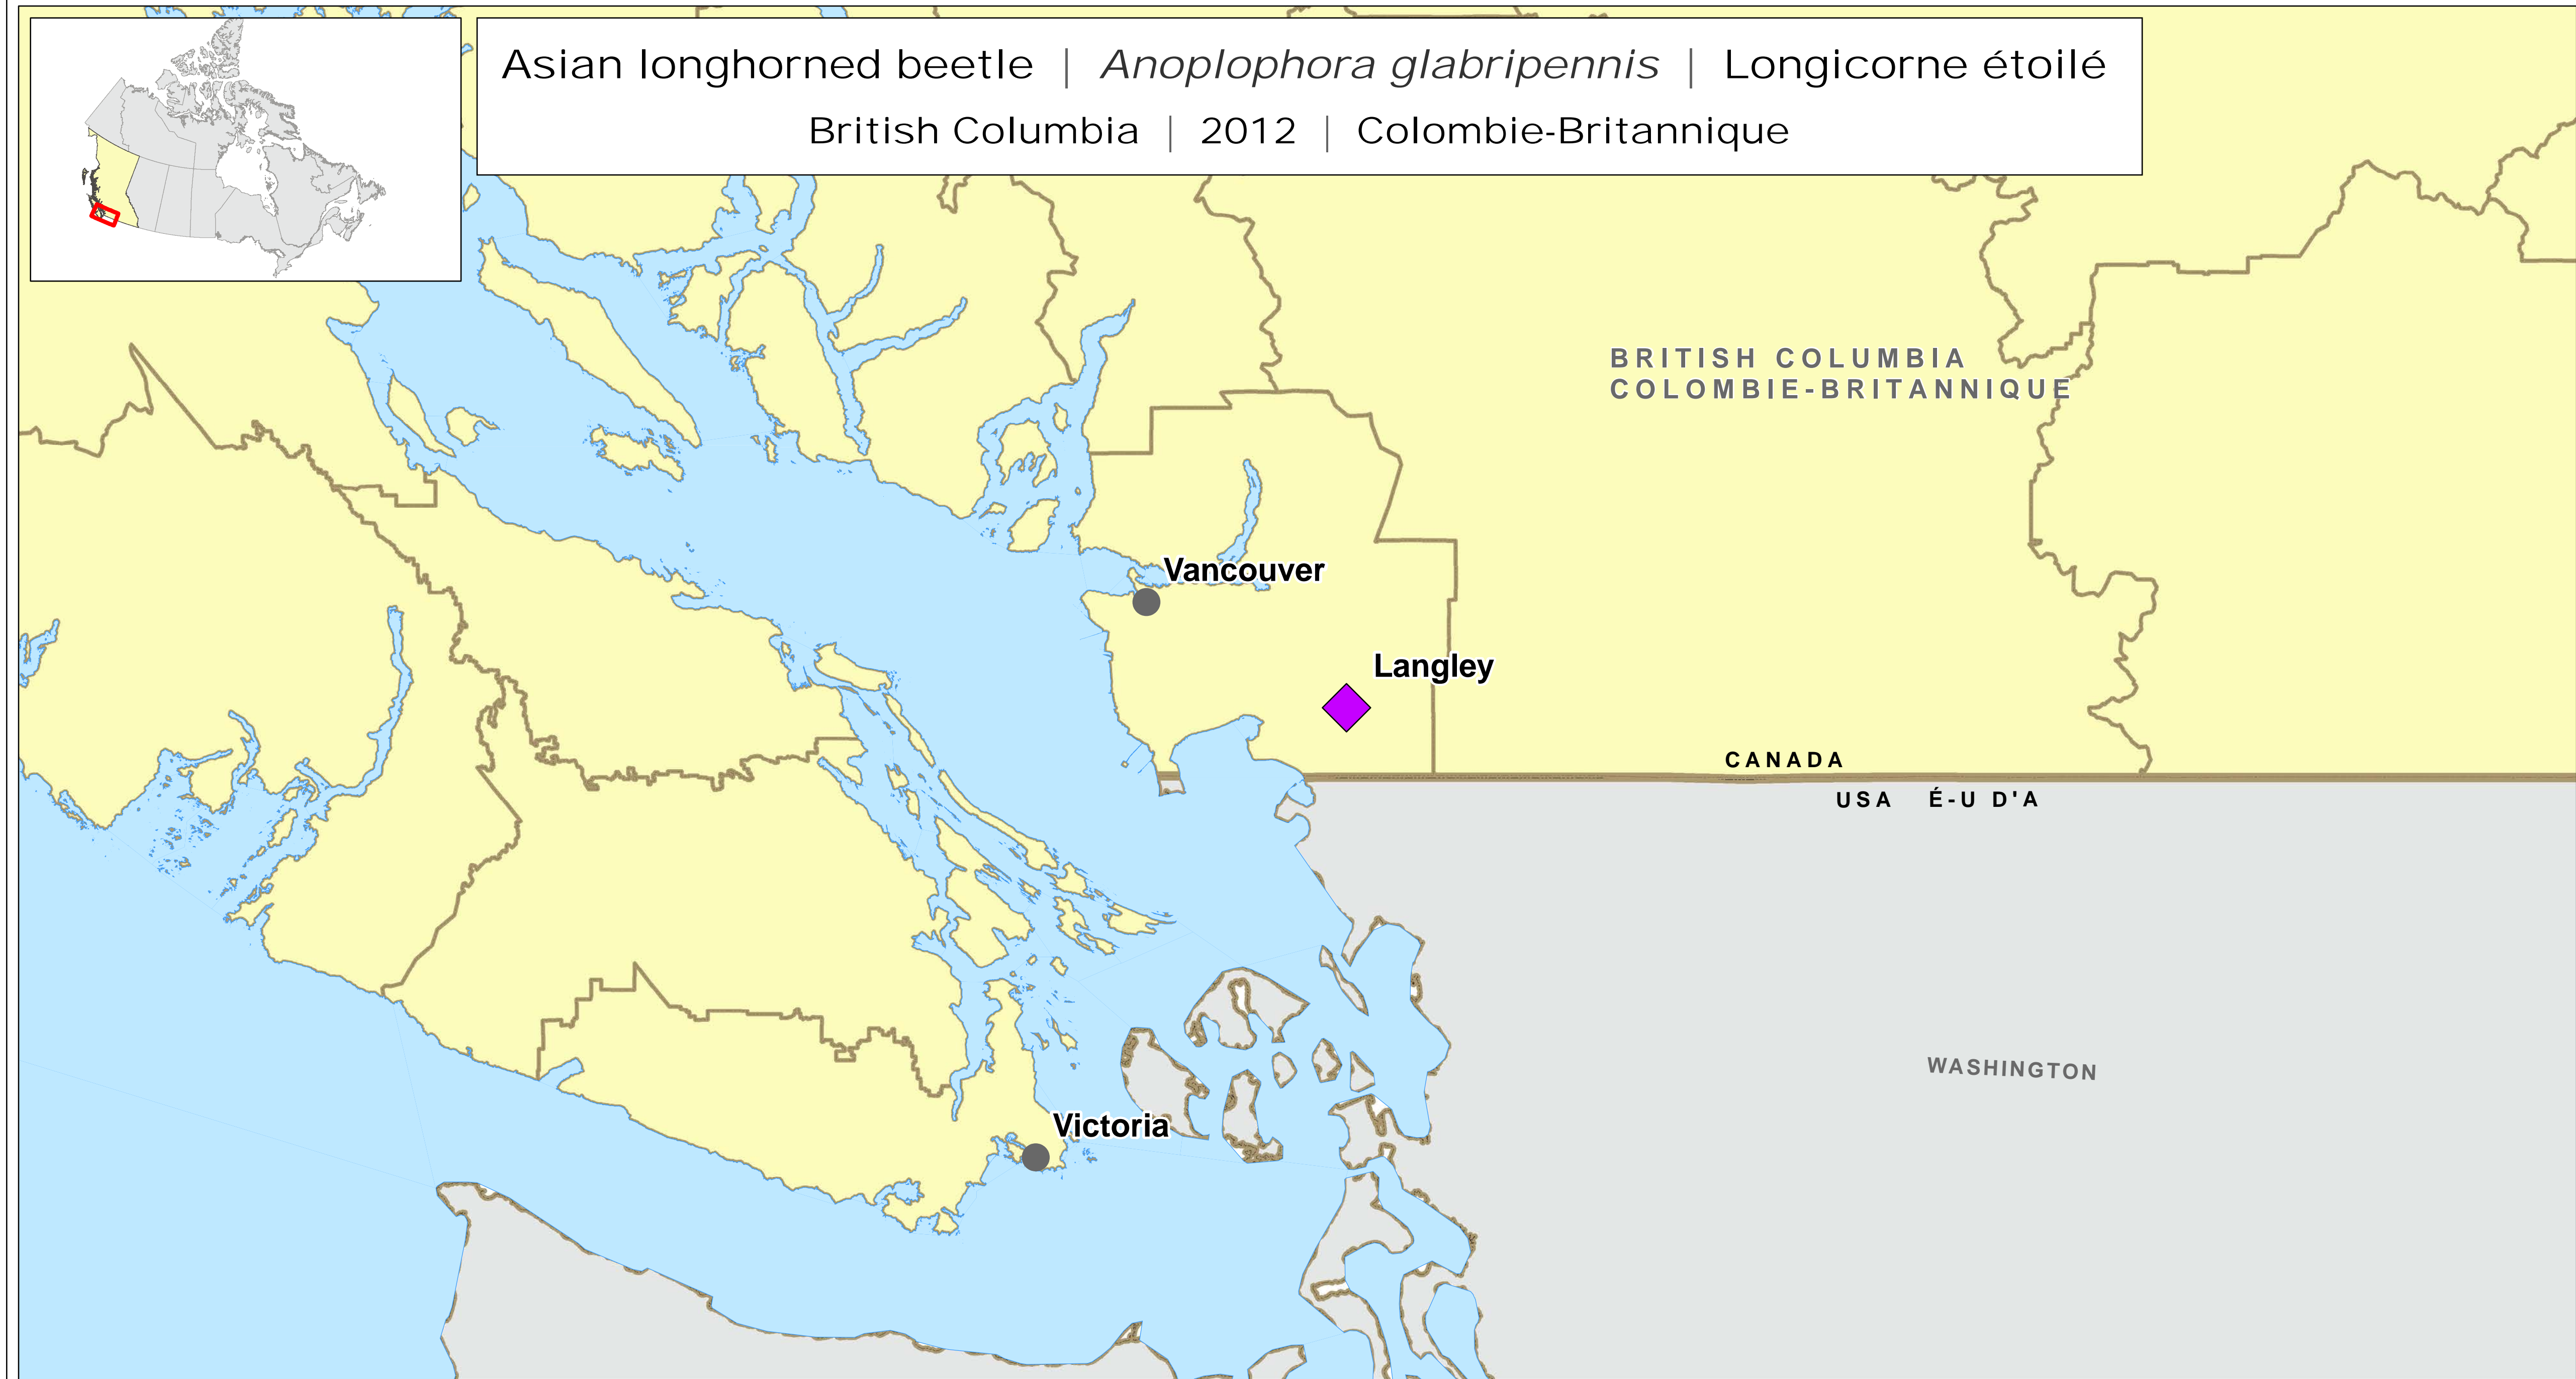 Asian longhorned beetle | Anoplophora glabripennis | Longicorne étoilé
British Columbia | 2012 | Colombie-Britannique
BRITISH COLUMBIA
COLOMBIE-BRITANNIQUE
Vancouver
Langley
CANADA
USA É-U D'A
WASHINGTON
Victoria